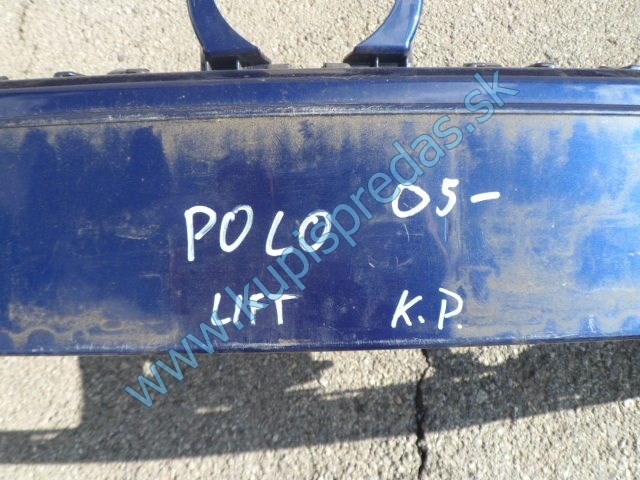 POLO 05-
LIFT K.P.
www.kupispredas.sk